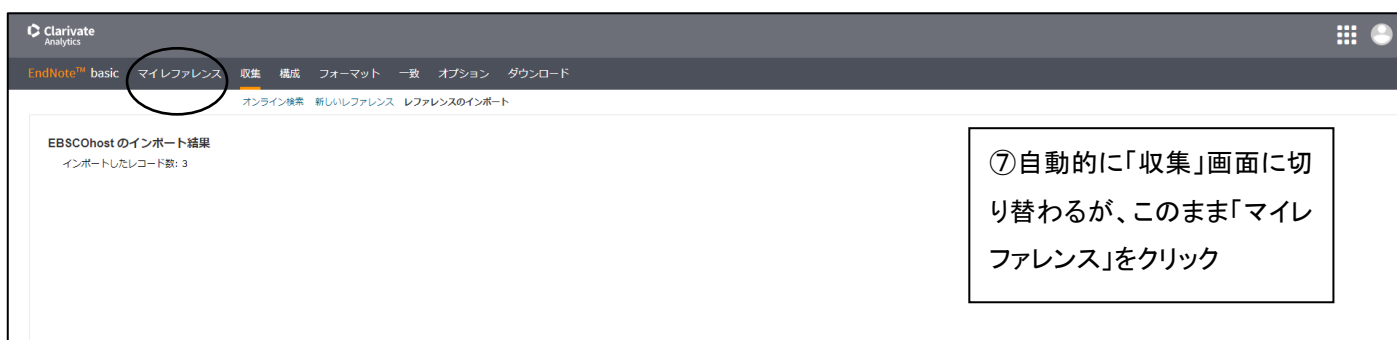 Clarivate
Analytics
EndNote™ basic マイレファレンス 収集 構成 フォーマット 一致 オプション ダウンロード
オンライン検索 新しいレファレンス レファレンスのインポート
EBSCOhost のインポート結果
インポートしたレコード数: 3
⑦自動的に「収集」画面に切
り替わるが、このまま「マイレ
ファレンス」をクリック